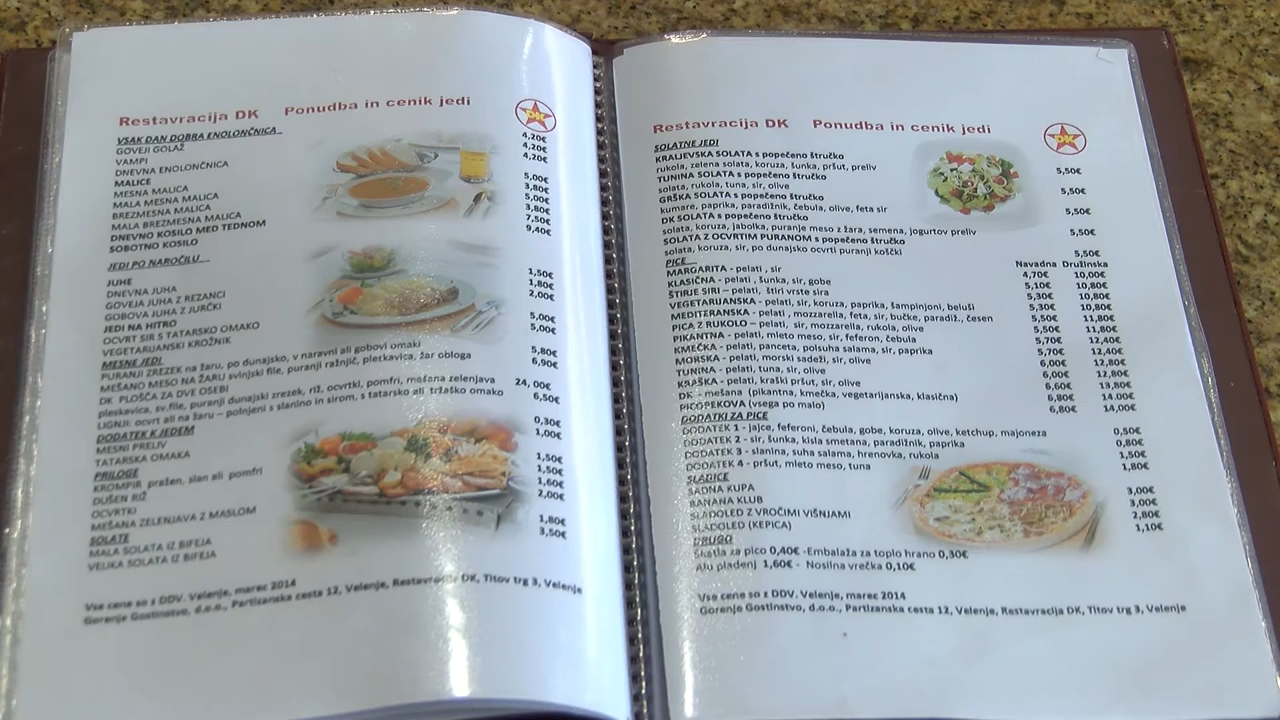 Restavracija DK Ponudba in cenik jedi
DK
VSAK DAN DOBRA ENOLONČNICA
GOVEJI GOLAŽ 4,20€
VAMPI 4,20€
DNEVNA ENOLONČNICA 4,20€
MALICE
MESNA MALICA 5,00€
MALA MESNA MALICA 3,80€
BREZMESNA MALICA 5,00€
MALA BREZMESNA MALICA 3,80€
DNEVNO KOSILO MED TEDNOM 7,50€
SOBOTNO KOSILO 9,40€
JEDI PO NAROČILU
JUHE
DNEVNA JUHA 1,50€
GOVEJA JUHA Z REZANCI 1,80€
GOBOVA JUHA Z JURČKI 2,00€
JEDI NA HITRO
OCVRT SIR S TATARSKO OMAKO 5,00€
VEGETARIJANSKI KROŽNIK 5,00€
MESNE JEDI
PURANJI ZREZEK na žaru, po dunajsko, v naravni ali gobovi omaki 5,80€
MEŠANO MESO NA ŽARU svinjski file, puranji ražnjič, pleskavica, žar obloga 6,90€
DK PLOŠČA ZA DVE OSEBI 24,00€
pleskavica, sv.file, puranji dunajski zrezek, riž, ocvrtki, pomfri, mešana zelenjava
LIGNJI: ocvrt ali na žaru – polnjeni s slanino in sirom, s tatarsko ali tržaško omako 6,50€
DODATEK K JEDEM
MESNI PRELIV 0,30€
TATARSKA OMAKA 1,00€
PRILOGE
KROMPIR pražen, slan ali pomfri 1,50€
DUŠEN RIŽ 1,50€
OCVRTKI 1,60€
MEŠANA ZELENJAVA Z MASLOM 2,00€
SOLATE
MALA SOLATA IZ BIFEJA 1,80€
VELIKA SOLATA IZ BIFEJA 3,50€
Vse cene so z DDV. Velenje, marec 2014
Gorenje Gostinstvo, d.o.o., Partizanska cesta 12, Velenje, Restavracija DK, Titov trg 3, Velenje
Restavracija DK Ponudba in cenik jedi
DK
SOLATNE JEDI
KRALJEVSKA SOLATA s popečeno štručko
rukola, zelena solata, koruza, šunka, pršut, preliv 5,50€
TUNINA SOLATA s popečeno štručko
solata, rukola, tuna, sir, olive 5,50€
GRŠKA SOLATA s popečeno štručko
kumare, paprika, paradižnik, čebula, olive, feta sir 5,50€
DK SOLATA s popečeno štručko
solata, koruza, jabolka, puranje meso z žara, semena, jogurtov preliv 5,50€
SOLATA Z OCVRTIM PURANOM s popečeno štručko
solata, koruza, sir, po dunajsko ocvrti puranji koščki 5,50€
PICE Navadna Družinska
MARGARITA - pelati , sir 4,70€ 10,00€
KLASIČNA - pelati , šunka, sir, gobe 5,10€ 10,80€
ŠTIRJE SIRI – pelati, štiri vrste sira 5,30€ 10,80€
VEGETARIJANSKA - pelati, sir, koruza, paprika, šampinjoni, beluši 5,30€ 10,80€
MEDITERANSKA - pelati , mozzarella, feta, sir, bučke, paradiž., česen 5,50€ 11,80€
PICA Z RUKOLO – pelati, sir, mozzarella, rukola, olive 5,50€ 11,80€
PIKANTNA - pelati, mleto meso, sir, feferon, čebula 5,70€ 12,40€
KMEČKA - pelati, panceta, polsuha salama, sir, paprika 5,70€ 12,40€
MORSKA - pelati, morski sadeži, sir, olive 6,00€ 12,80€
TUNINA - pelati, tuna, sir, olive 6,00€ 12,80€
KRAŠKA - pelati, kraški pršut, sir, olive 6,60€ 13,80€
DK - mešana (pikantna, kmečka, vegetarijanska, klasična) 6,80€ 14.00€
PICOPEKOVA (vsega po malo) 6,80€ 14,00€
DODATKI ZA PICE
DODATEK 1 - jajce, feferoni, čebula, gobe, koruza, olive, ketchup, majoneza 0,50€
DODATEK 2 - sir, šunka, kisla smetana, paradižnik, paprika 0,80€
DODATEK 3 - slanina, suha salama, hrenovka, rukola 1,50€
DODATEK 4 - pršut, mleto meso, tuna 1,80€
SLADICE
SADNA KUPA 3,00€
BANANA KLUB 3,00€
SLADOLED Z VROČIMI VIŠNJAMI 2,80€
SLADOLED (KEPICA) 1,10€
DRUGO
Škatla za pico 0,40€ -Embalaža za toplo hrano 0,30€
Alu pladenj 1,60€ - Nosilna vrečka 0,10€
Vse cene so z DDV. Velenje, marec 2014
Gorenje Gostinstvo, d.o.o., Partizanska cesta 12, Velenje, Restavracija DK, Titov trg 3, Velenje